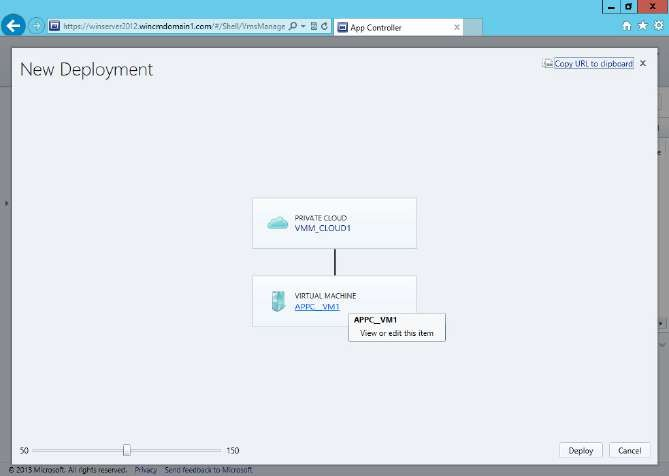 https://winserver2012.wincmdomain1.com/#/Shell/VmsManage
App Controller
New Deployment
Copy URL to clipboard
PRIVATE CLOUD
VMM_CLOUD1
VIRTUAL MACHINE
APPC_VM1
APPC_VM1
View or edit this item
50
150
Deploy
Cancel
© 2013 Microsoft. All rights reserved. Privacy Send feedback to Microsoft